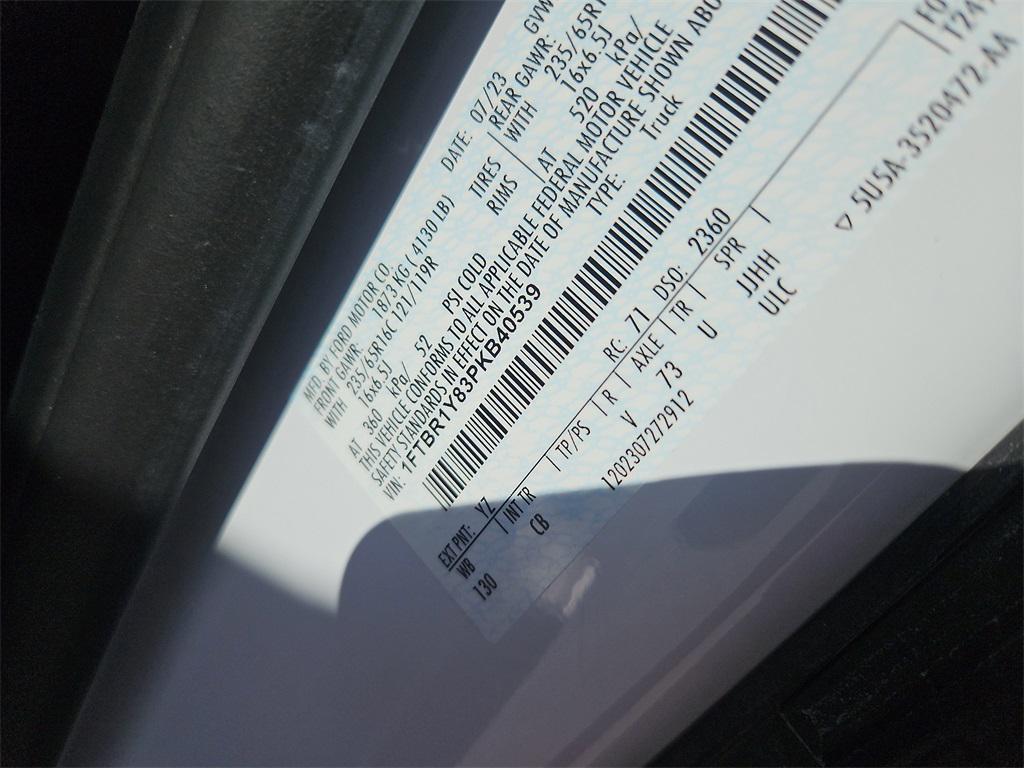 MFD. BY FORD MOTOR CO.
DATE: 07/23
FRONT GAWR: 1873 KG ( 4130 LB)
REAR GAWR:
WITH 235/65R16C 121/119R TIRES
WITH 235/65R1
16x6.5J RIMS
16x6.5J
AT 360 kPa/ 52 PSI COLD
AT 520 kPa/
THIS VEHICLE CONFORMS TO ALL APPLICABLE FEDERAL MOTOR VEHICLE
SAFETY STANDARDS IN EFFECT ON THE DATE OF MANUFACTURE SHOWN ABO
VIN: 1FTBR1Y83PKB40539
TYPE: Truck
EXT PNT: YZ RC: 71 DSO: 2360
WB INT TR TP/PS R AXLE TR SPR
130 CB V 73 U JJHH
1202307272912 ULC
▽ 5U5A-3520472-AA